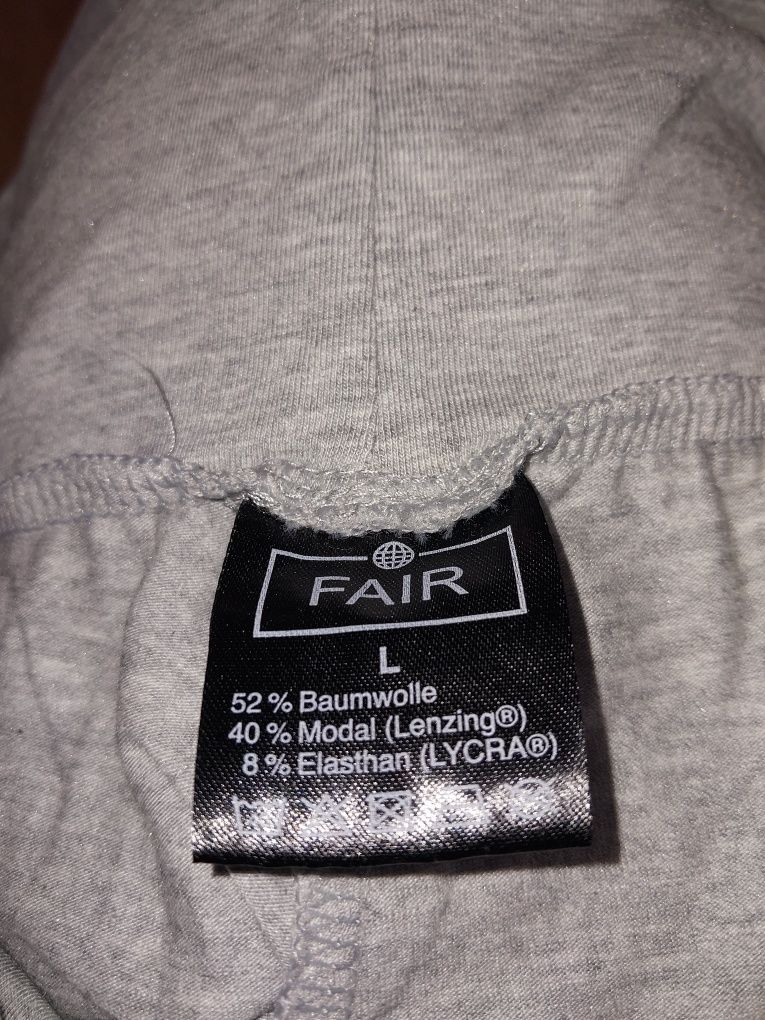 FAIR
L
52 % Baumwolle
40 % Modal (Lenzing®)
8 % Elasthan (LYCRA®)